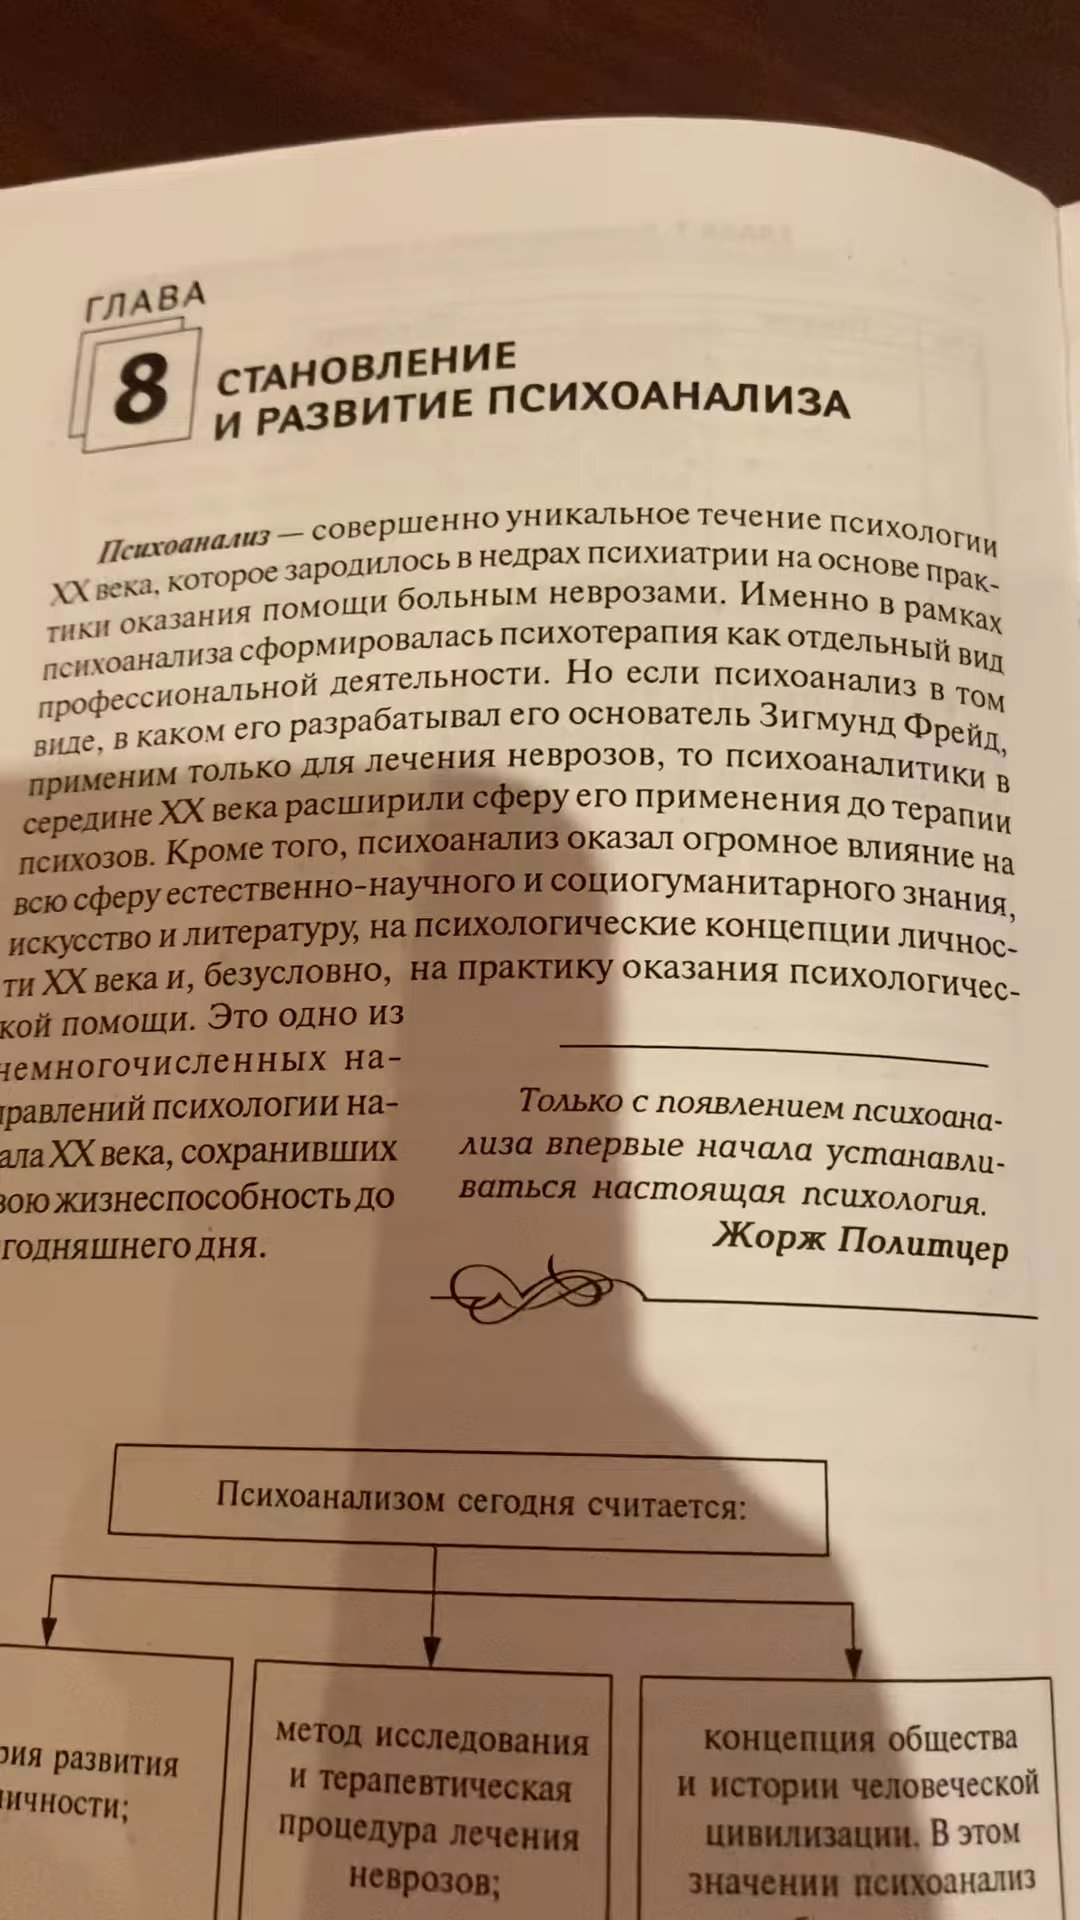 ГЛАВА
8
СТАНОВЛЕНИЕ
И РАЗВИТИЕ ПСИХОАНАЛИЗА
Психоанализ — совершенно уникальное течение психологии
XX века, которое зародилось в недрах психиатрии на основе прак-
тики оказания помощи больным неврозами. Именно в рамках
психоанализа сформировалась психотерапия как отдельный вид
профессиональной деятельности. Но если психоанализ в том
виде, в каком его разрабатывал его основатель Зигмунд Фрейд,
применим только для лечения неврозов, то психоаналитики в
середине XX века расширили сферу его применения до терапии
психозов. Кроме того, психоанализ оказал огромное влияние на
всю сферу естественно-научного и социогуманитарного знания,
искусство и литературу, на психологические концепции личнос-
ти XX века и, безусловно, на практику оказания психологичес-
кой помощи. Это одно из
немногочисленных на-
правлений психологии на-
ала XX века, сохранивших
вою жизнеспособность до
годняшнего дня.
Только с появлением психоана-
лиза впервые начала устанавли-
ваться настоящая психология.
Жорж Политцер
Психоанализом сегодня считается:
рия развития
ичности;
метод исследования
и терапевтическая
процедура лечения
неврозов;
концепция общества
и истории человеческой
цивилизации. В этом
значении психоанализ